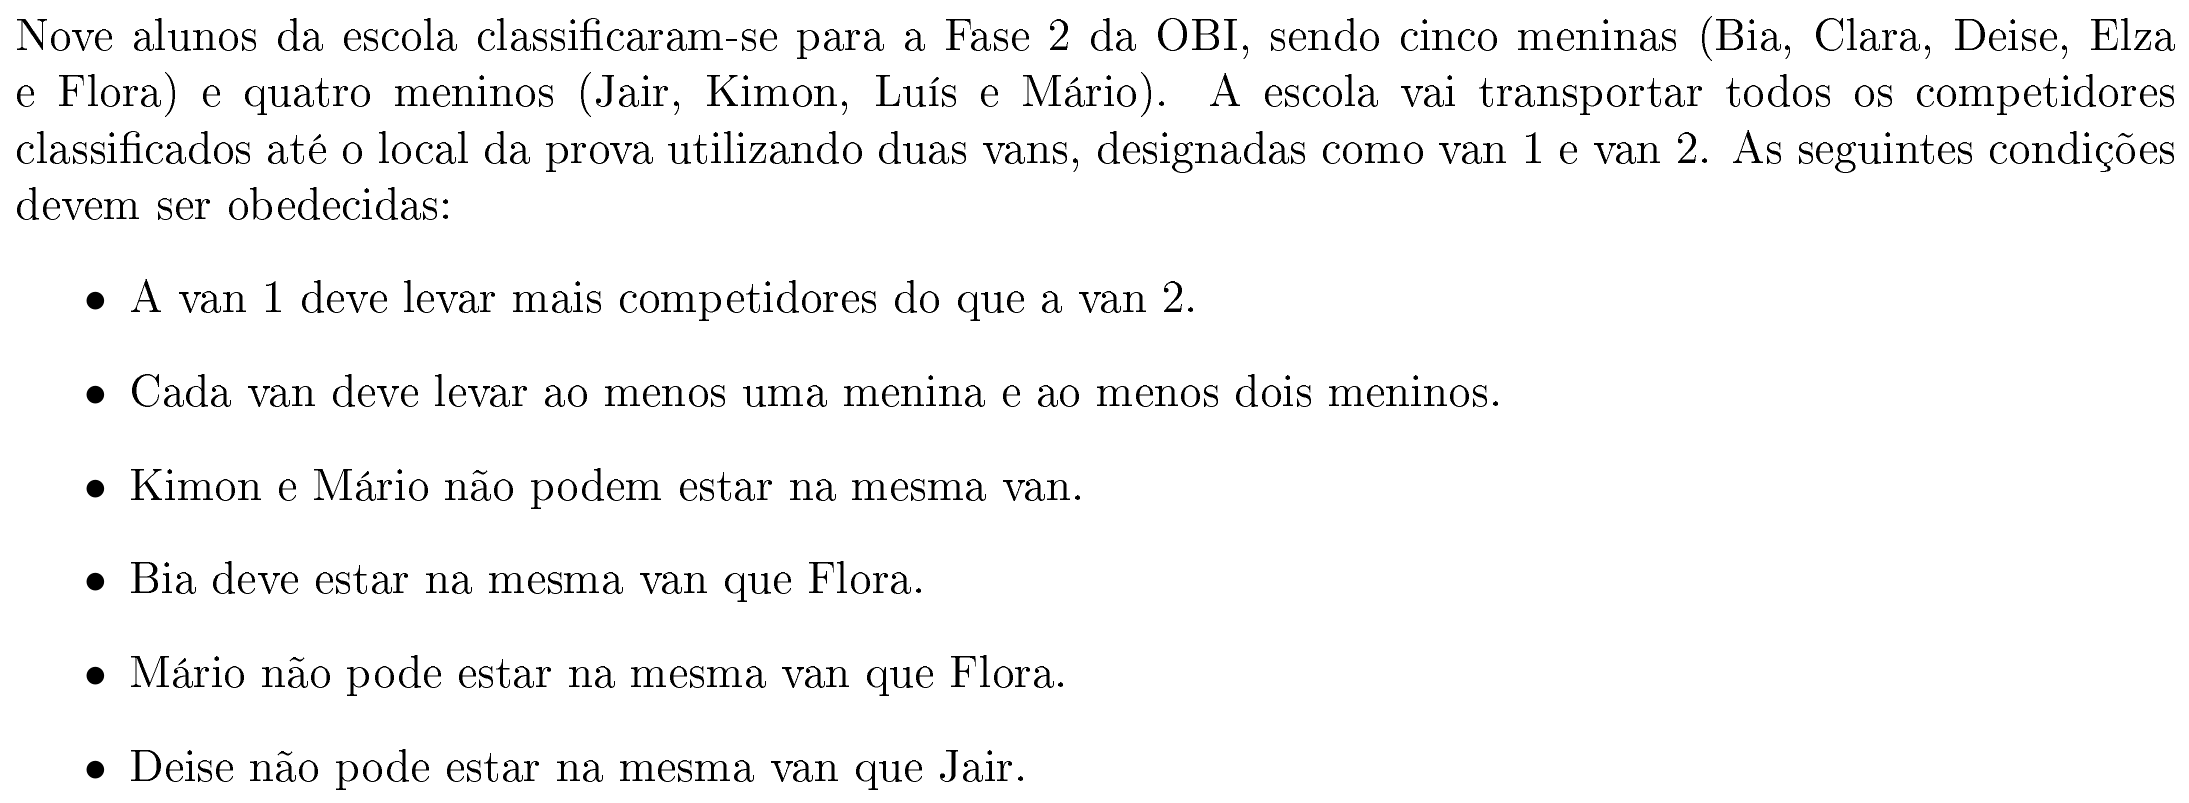 Nove alunos da escola classificaram-se para a Fase 2 da OBI, sendo cinco meninas (Bia, Clara, Deise, Elza
e Flora) e quatro meninos (Jair, Kimon, Luís e Mário). A escola vai transportar todos os competidores
classificados até o local da prova utilizando duas vans, designadas como van 1 e van 2. As seguintes condições
devem ser obedecidas:
• A van 1 deve levar mais competidores do que a van 2.
• Cada van deve levar ao menos uma menina e ao menos dois meninos.
• Kimon e Mário não podem estar na mesma van.
• Bia deve estar na mesma van que Flora.
• Mário não pode estar na mesma van que Flora.
• Deise não pode estar na mesma van que Jair.